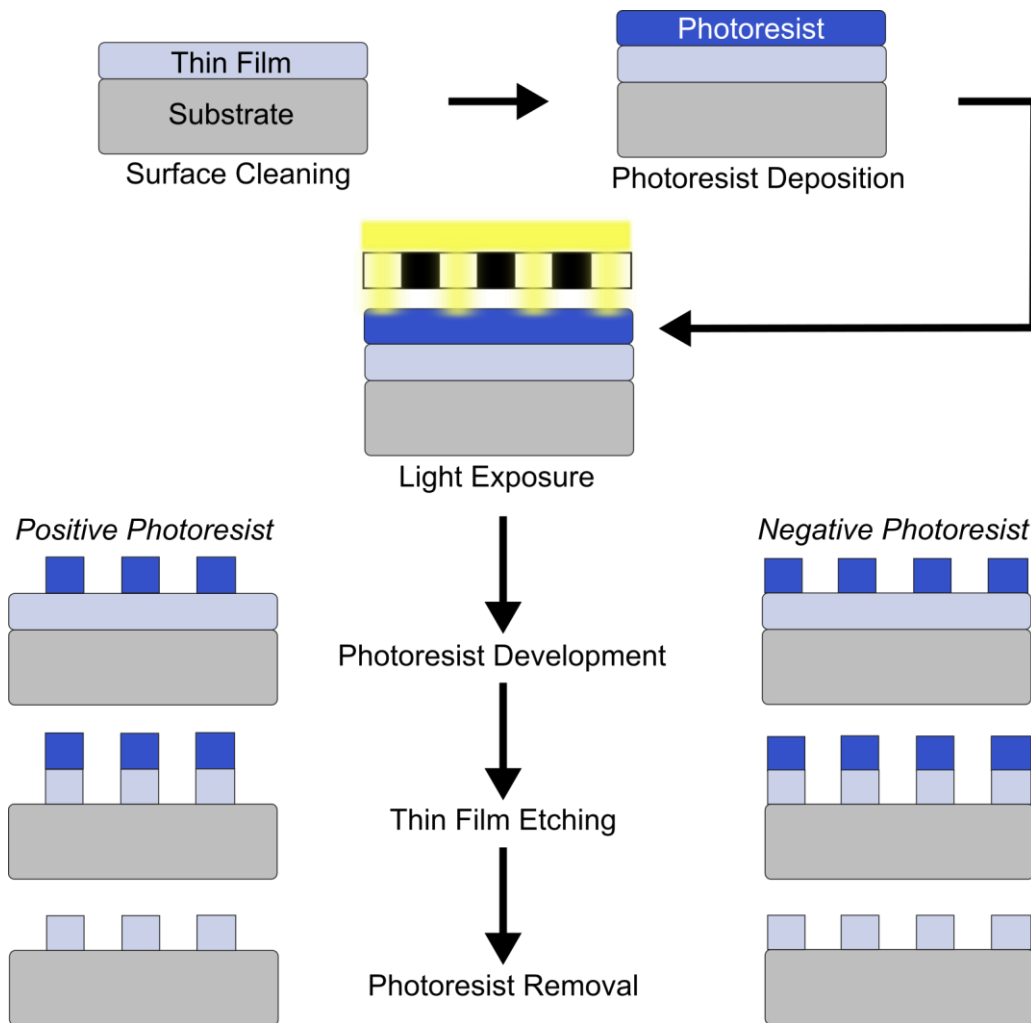 Thin Film
Substrate
Surface Cleaning
Photoresist
Photoresist Deposition
Light Exposure
Positive Photoresist
Negative Photoresist
Photoresist Development
Thin Film Etching
Photoresist Removal